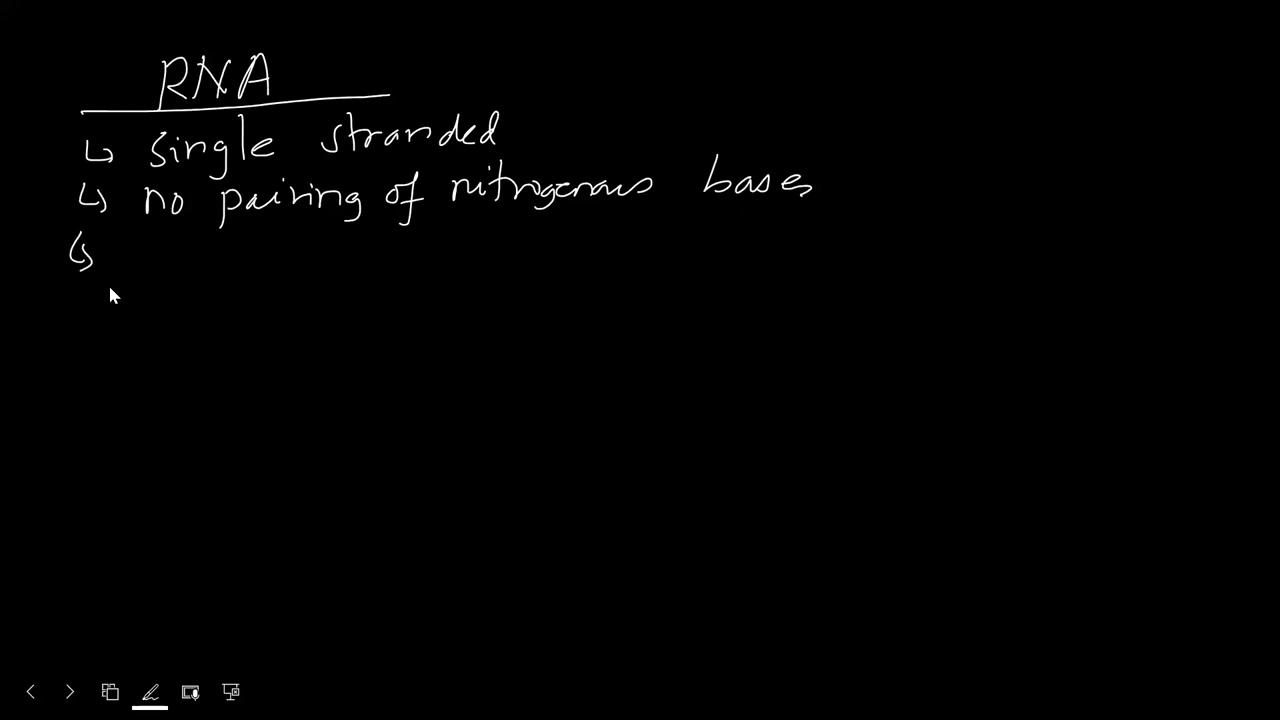 RNA
↳ single stranded
↳ no pairing of nitrogenous bases
↳